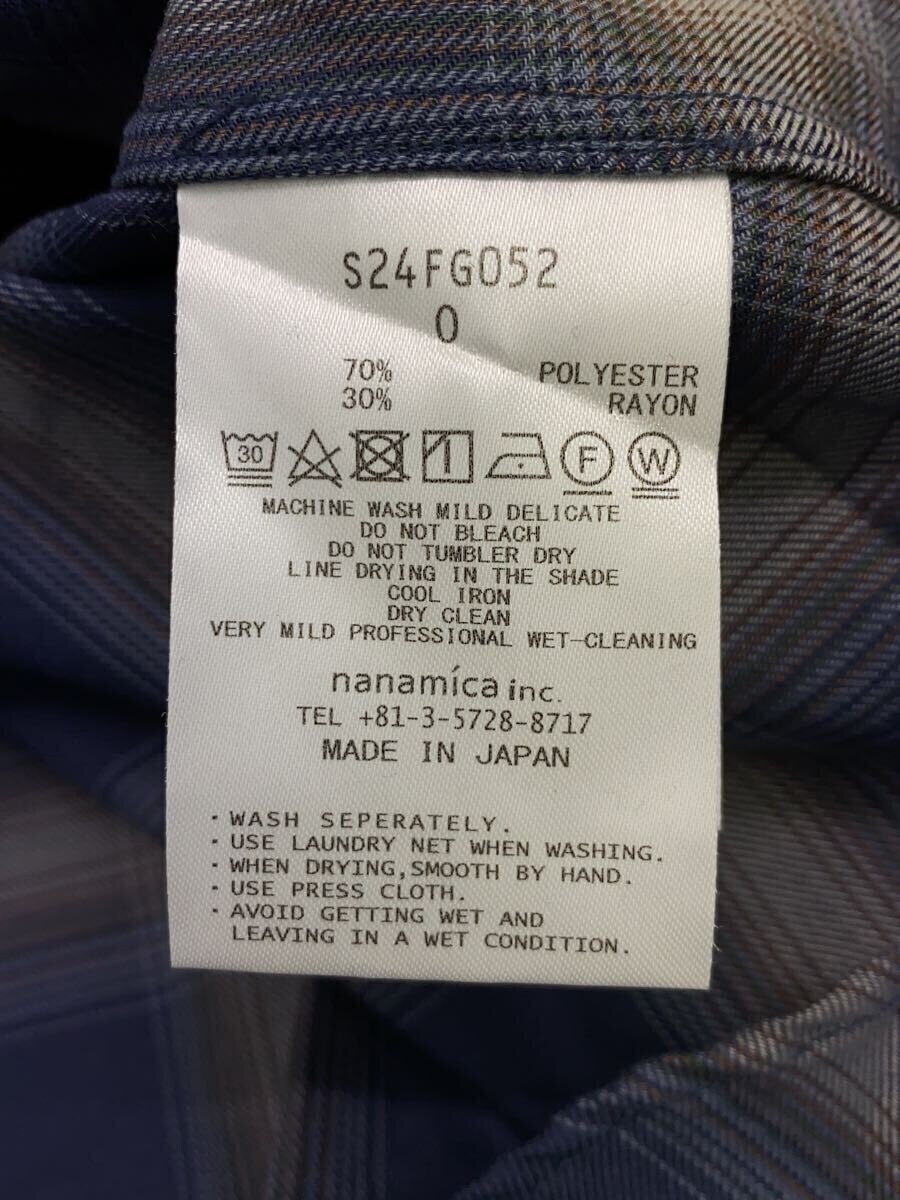 S24FG052
0
70% POLYESTER
30% RAYON
30 F W
MACHINE WASH MILD DELICATE
DO NOT BLEACH
DO NOT TUMBLER DRY
LINE DRYING IN THE SHADE
COOL IRON
DRY CLEAN
VERY MILD PROFESSIONAL WET-CLEANING
nanamíca inc.
TEL +81-3-5728-8717
MADE IN JAPAN
・WASH SEPERATELY.
・USE LAUNDRY NET WHEN WASHING.
・WHEN DRYING,SMOOTH BY HAND.
・USE PRESS CLOTH.
・AVOID GETTING WET AND
LEAVING IN A WET CONDITION.